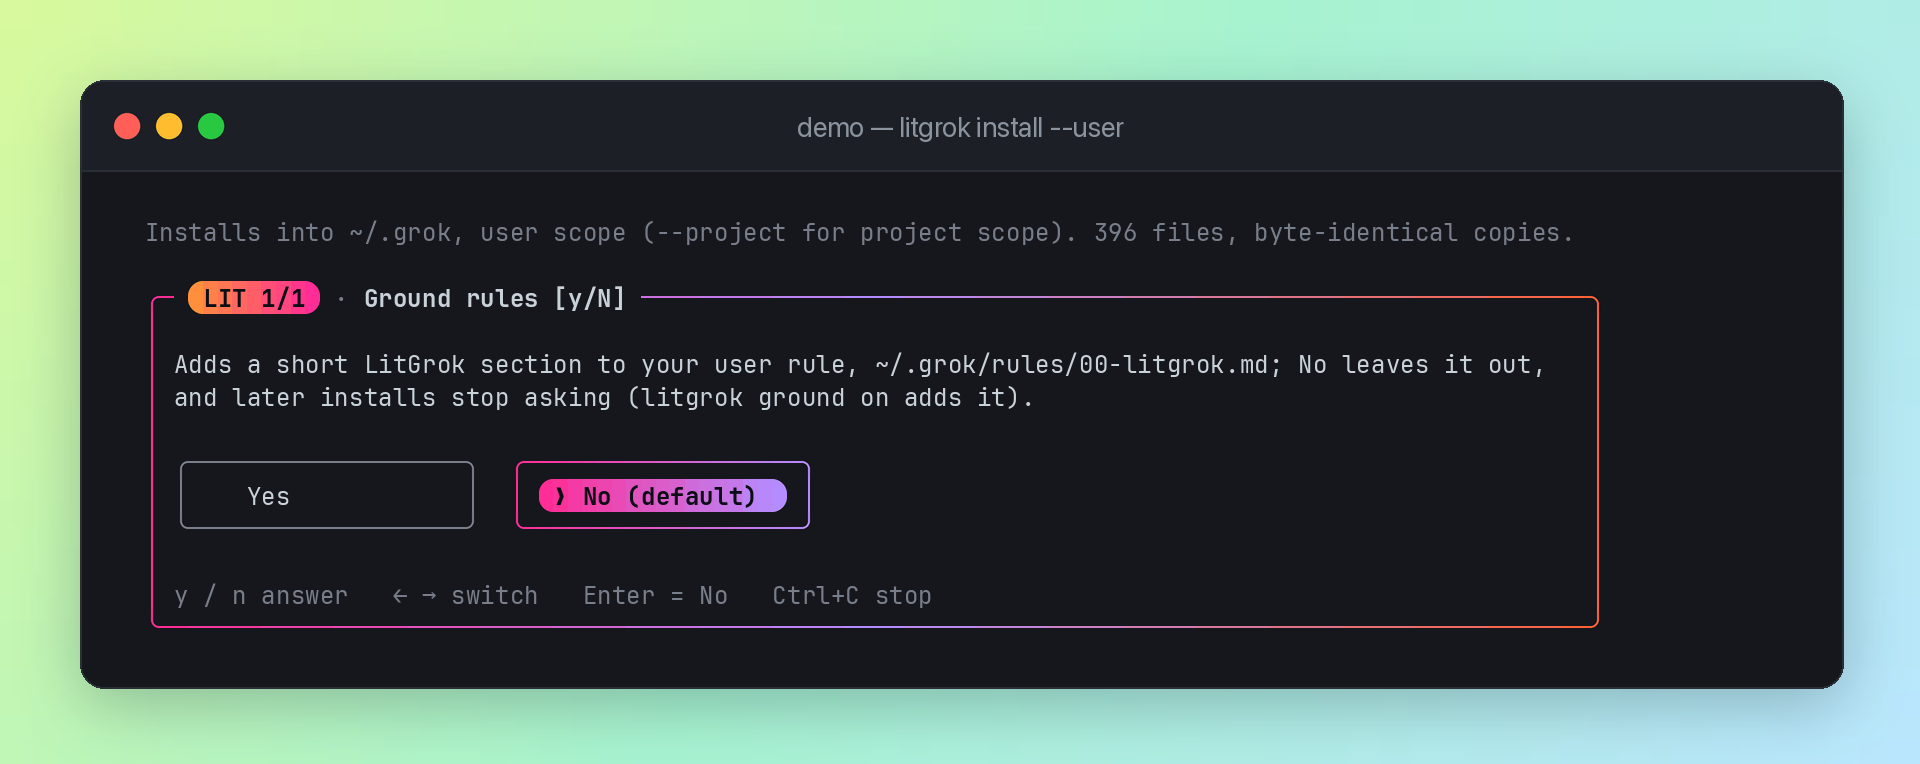 demo — litgrok install --user
Installs into ~/.grok, user scope (--project for project scope). 396 files, byte-identical copies.
LIT 1/1 · Ground rules [y/N]
Adds a short LitGrok section to your user rule, ~/.grok/rules/00-litgrok.md; No leaves it out,
and later installs stop asking (litgrok ground on adds it).
Yes ❯ No (default)
y / n answer ← → switch Enter = No Ctrl+C stop